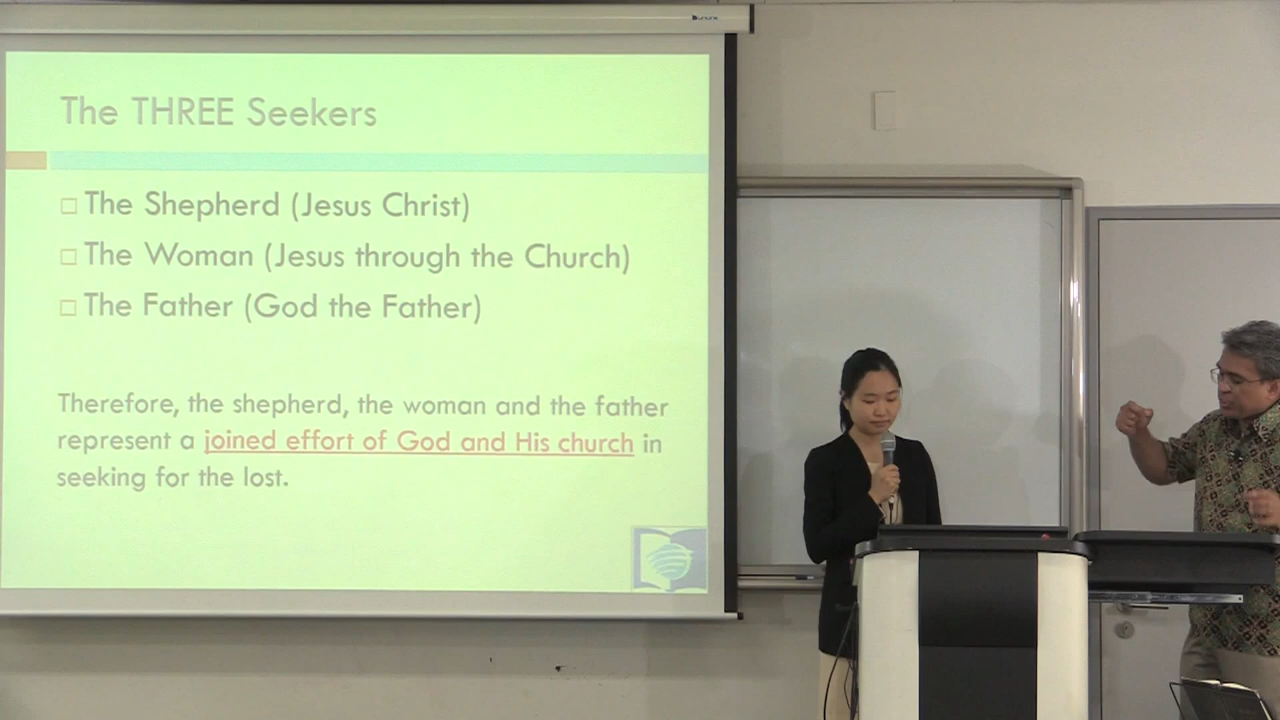 The THREE Seekers
The Shepherd (Jesus Christ)
The Woman (Jesus through the Church)
The Father (God the Father)
Therefore, the shepherd, the woman and the father
represent a joined effort of God and His church in
seeking for the lost.